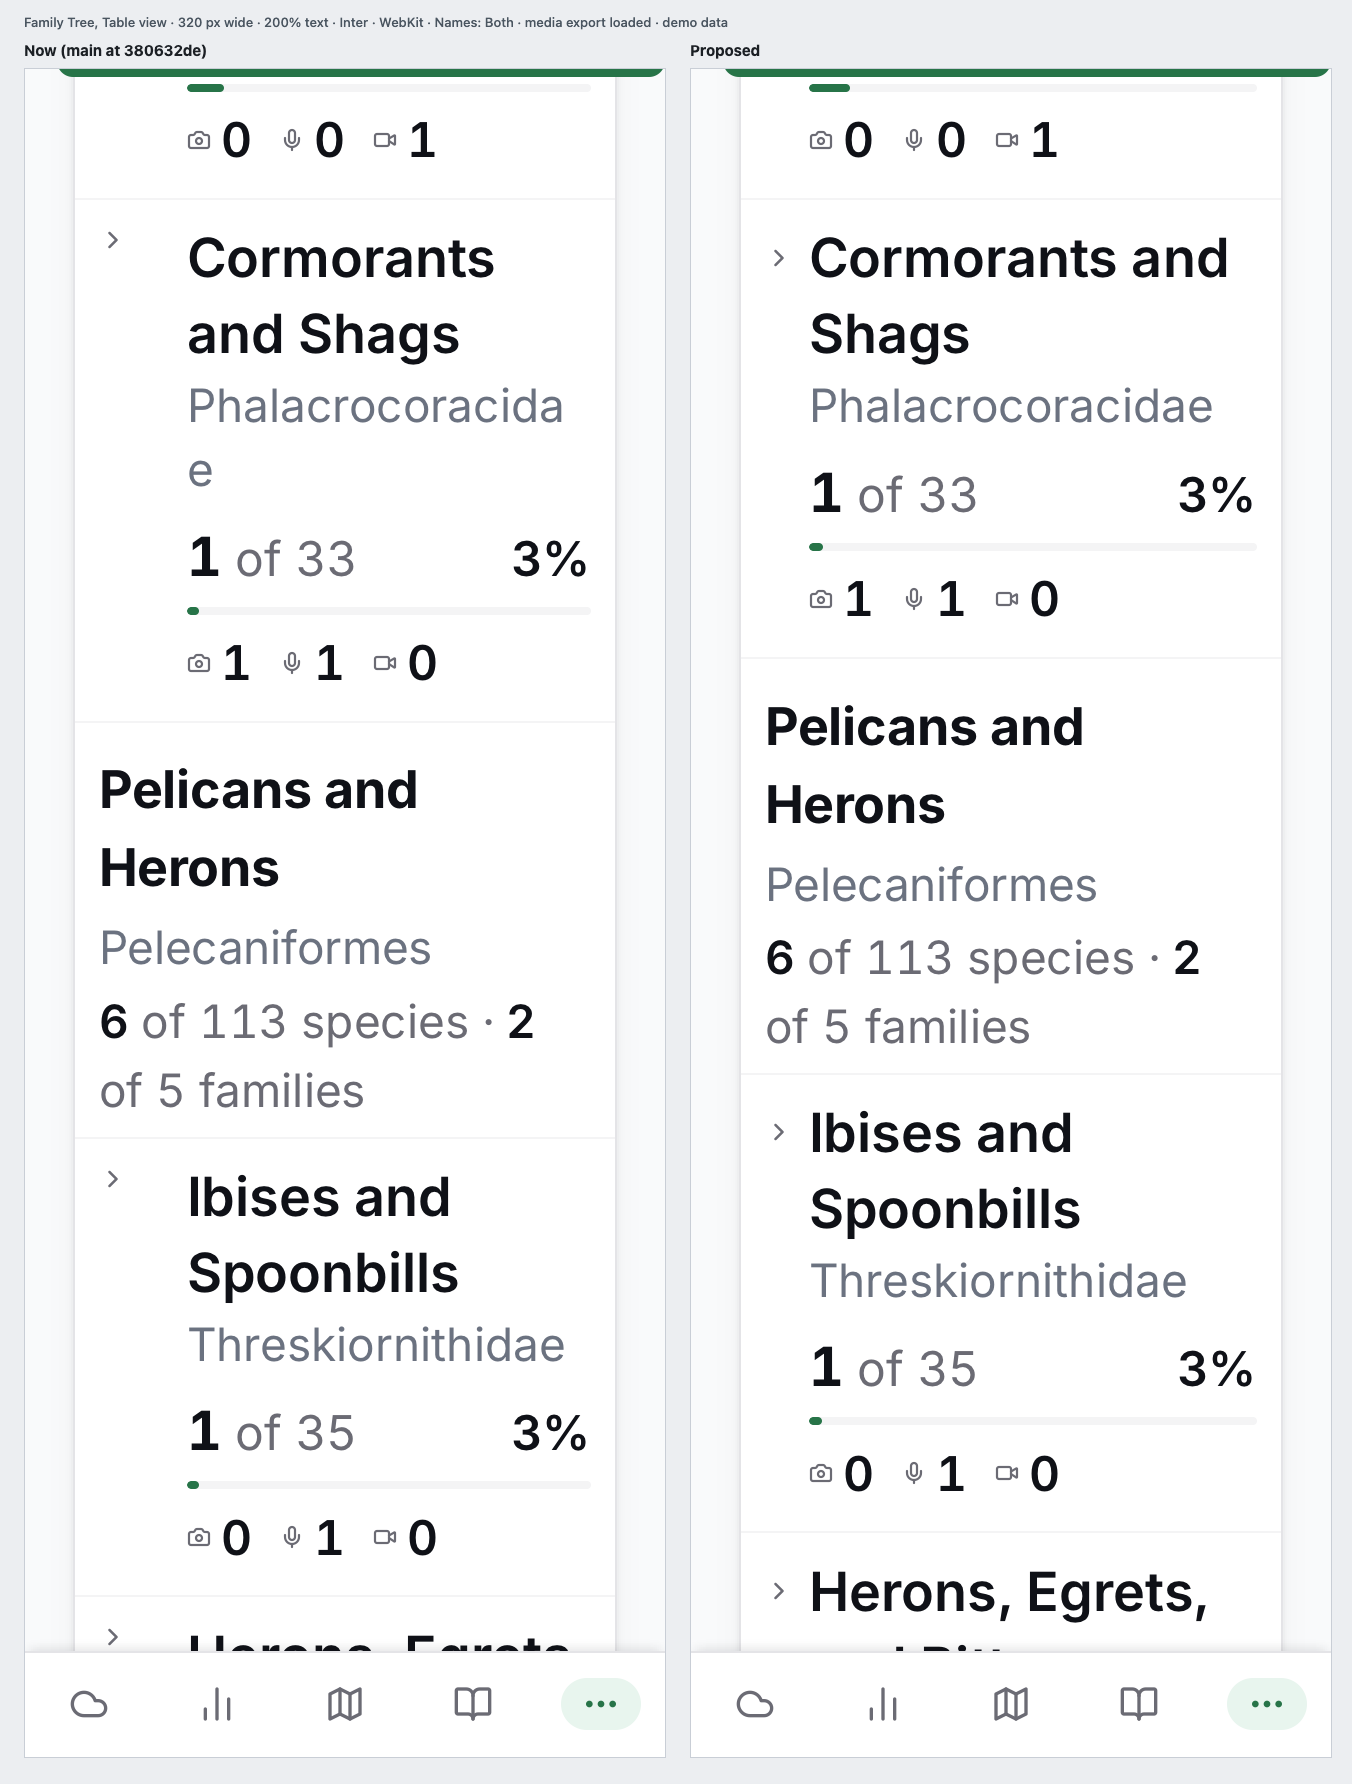 Family Tree, Table view · 320 px wide · 200% text · Inter · WebKit · Names: Both · media export loaded · demo data
Now (main at 380632de)
0 0 1
Cormorants
and Shags
Phalacrocoracida
e
1 of 33 3%
1 1 0
Pelicans and
Herons
Pelecaniformes
6 of 113 species · 2
of 5 families
Ibises and
Spoonbills
Threskiornithidae
1 of 35 3%
0 1 0
Herons, Egrets,
Proposed
0 0 1
Cormorants and
Shags
Phalacrocoracidae
1 of 33 3%
1 1 0
Pelicans and
Herons
Pelecaniformes
6 of 113 species · 2
of 5 families
Ibises and
Spoonbills
Threskiornithidae
1 of 35 3%
0 1 0
Herons, Egrets,